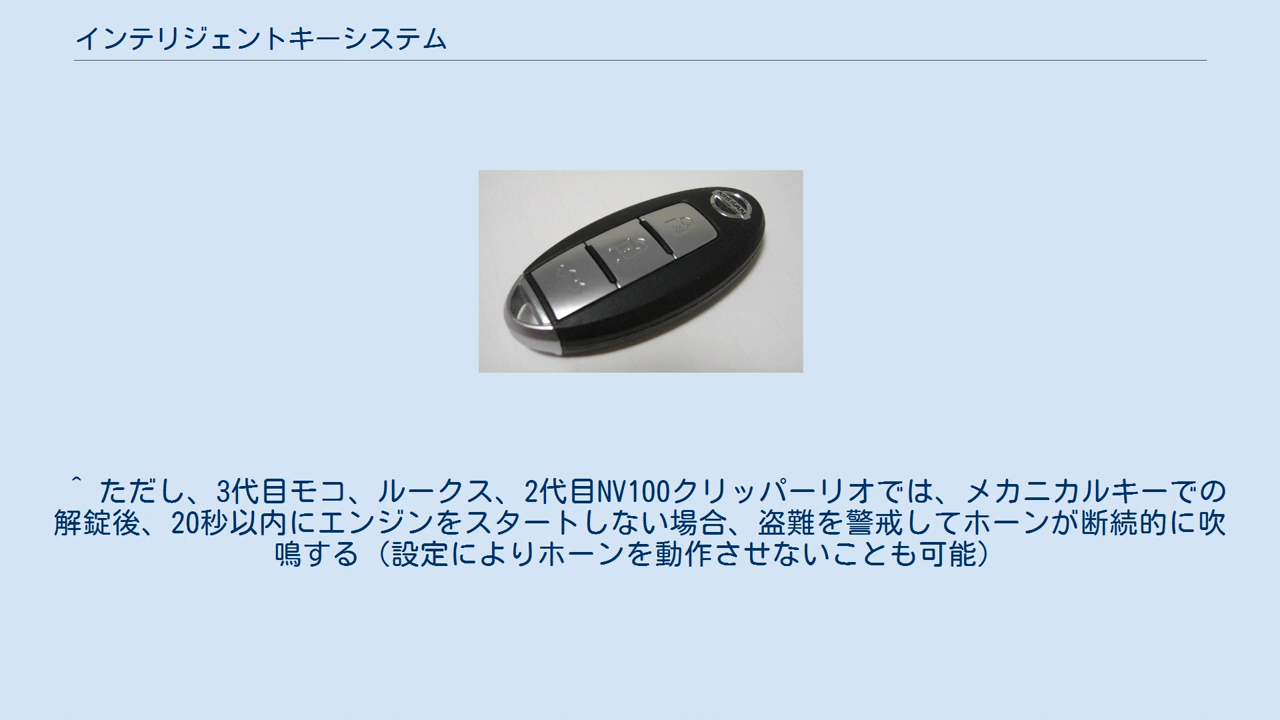 インテリジェントキーシステム
^ ただし、3代目モコ、ルークス、2代目NV100クリッパーリオでは、メカニカルキーでの
解錠後、20秒以内にエンジンをスタートしない場合、盗難を警戒してホーンが断続的に吹
鳴する（設定によりホーンを動作させないことも可能）
NISSAN